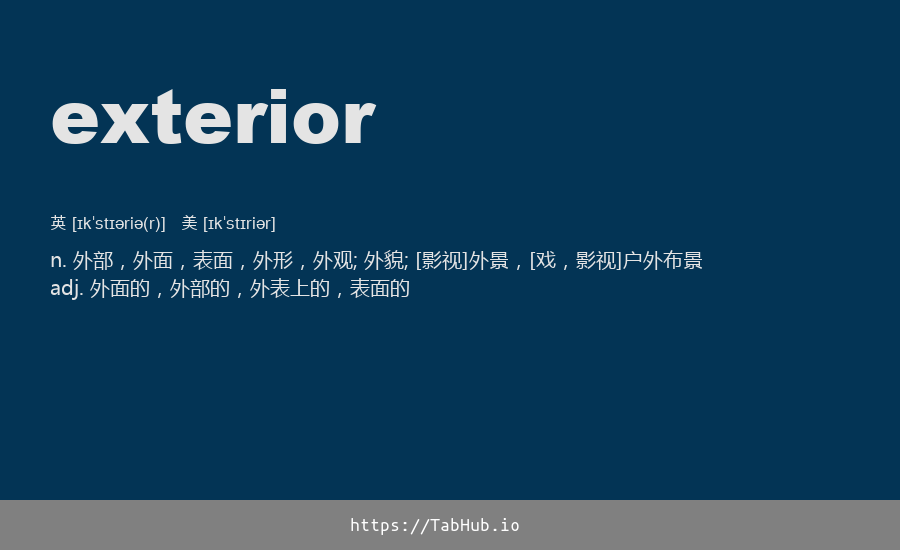 exterior
英 [ɪkˈstɪəriə(r)] 美 [ɪkˈstɪriər]
n. 外部，外面，表面，外形，外观; 外貌; [影视]外景，[戏，影视]户外布景
adj. 外面的，外部的，外表上的，表面的
https://TabHub.io